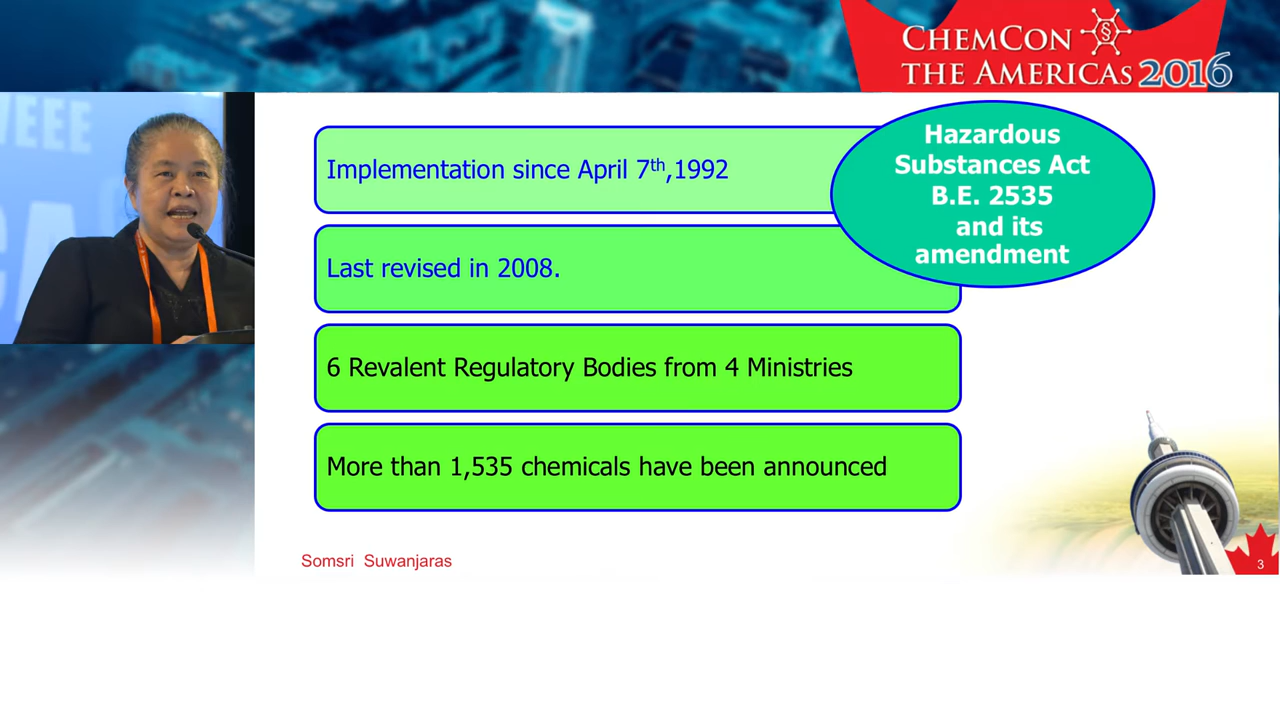 CHEMCON
THE AMERICAS 2016
Implementation since April 7th,1992
Hazardous
Substances Act
B.E. 2535
and its
amendment
Last revised in 2008.
6 Revalent Regulatory Bodies from 4 Ministries
More than 1,535 chemicals have been announced
Somsri Suwanjaras
3